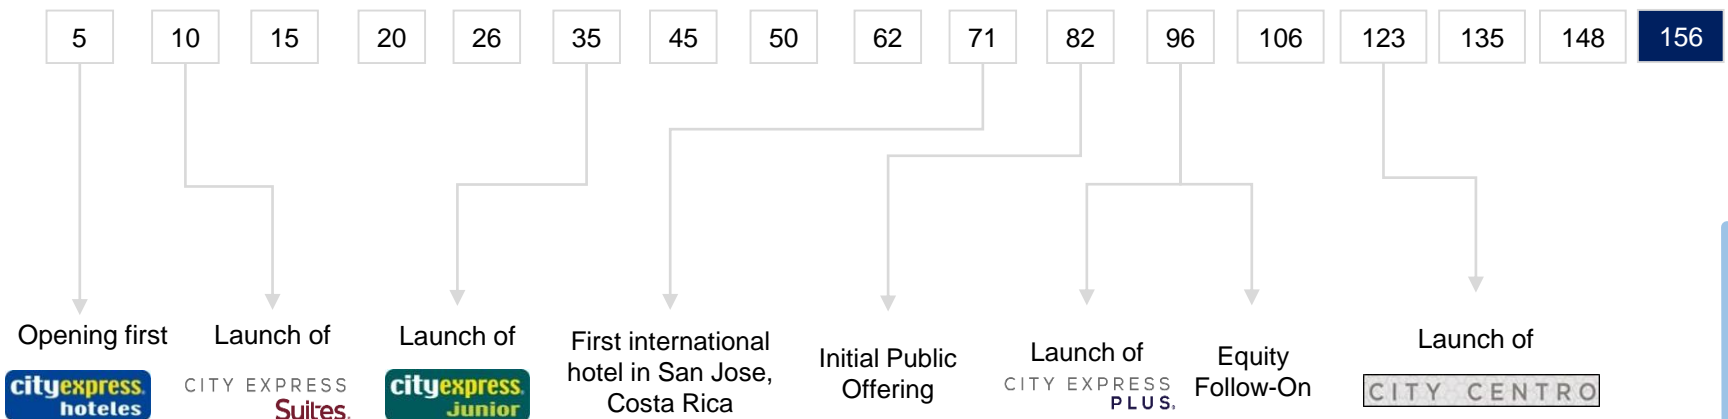 5 10 15 20 26 35 45 50 62 71 82 96 106 123 135 148 156
Opening first
cityexpress.
hoteles
Launch of
CITY EXPRESS
Suites.
Launch of
cityexpress.
Junior
First international
hotel in San Jose,
Costa Rica
Initial Public
Offering
Launch of
CITY EXPRESS
PLUS.
Equity
Follow-On
Launch of
CITY CENTRO